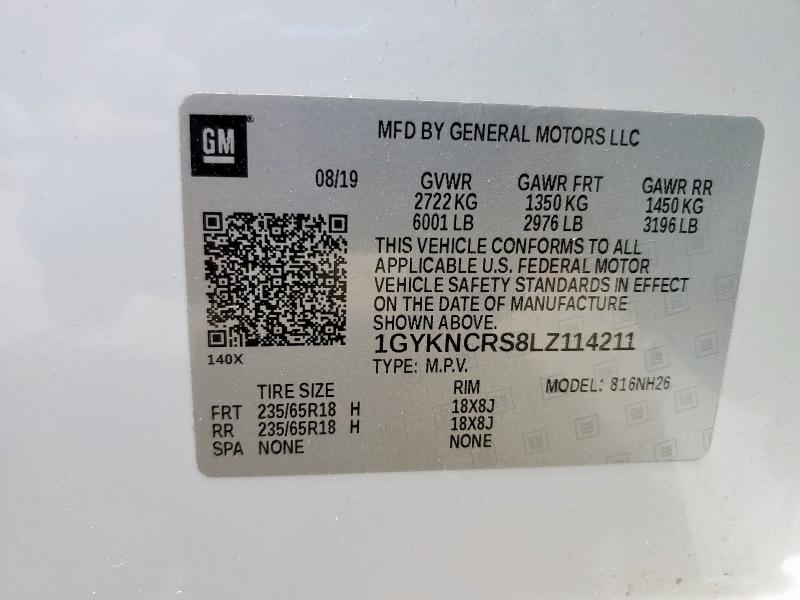 GM®
MFD BY GENERAL MOTORS LLC
08/19 GVWR GAWR FRT GAWR RR
2722 KG 1350 KG 1450 KG
6001 LB 2976 LB 3196 LB
THIS VEHICLE CONFORMS TO ALL
APPLICABLE U.S. FEDERAL MOTOR
VEHICLE SAFETY STANDARDS IN EFFECT
ON THE DATE OF MANUFACTURE
SHOWN ABOVE.
1GYKNCRS8LZ114211
140X
TYPE: M.P.V.
TIRE SIZE RIM MODEL: 816NH26
FRT 235/65R18 H 18X8J
RR 235/65R18 H 18X8J
SPA NONE NONE